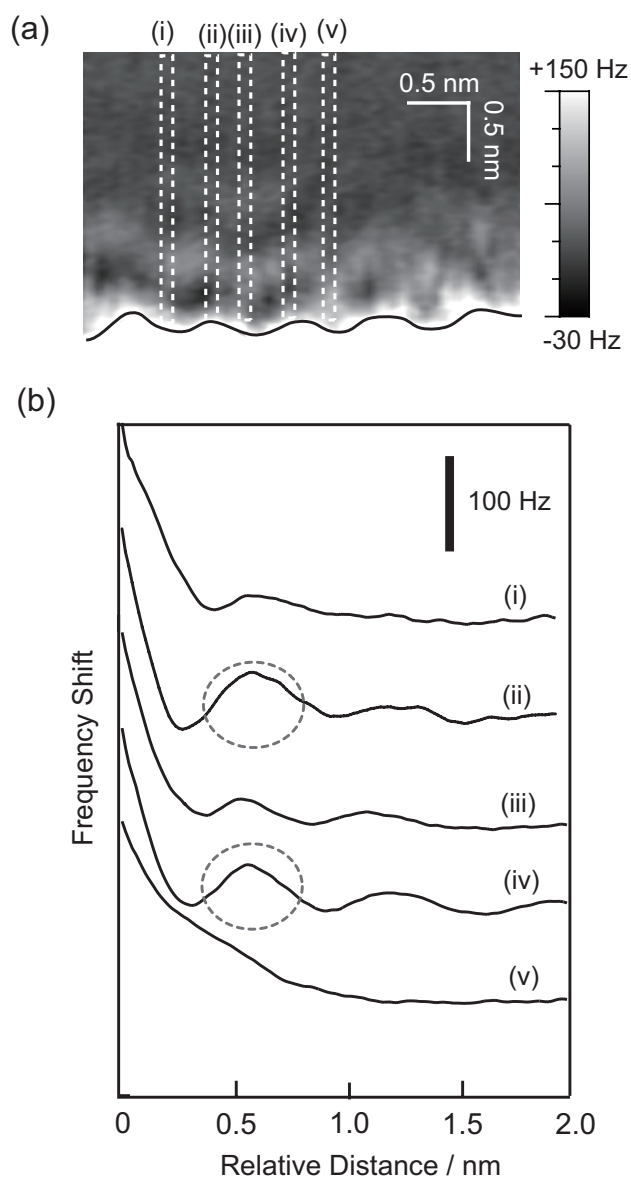 (a)
(i) (ii) (iii) (iv) (v)
0.5 nm
0.5 nm
+150 Hz
-30 Hz
(b)
100 Hz
(i)
(ii)
(iii)
(iv)
(v)
Frequency Shift
0 0.5 1.0 1.5 2.0
Relative Distance / nm